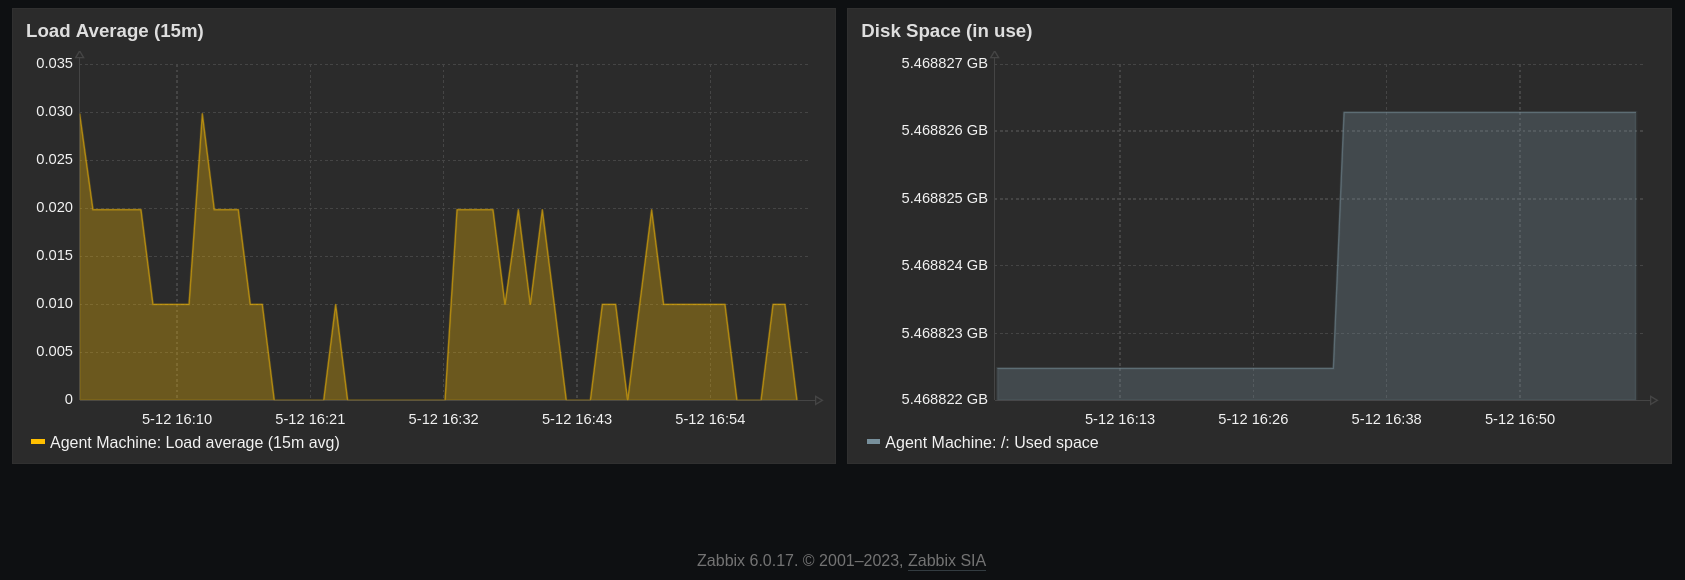 Load Average (15m)
0.035
0.030
0.025
0.020
0.015
0.010
0.005
0
5-12 16:10
5-12 16:21
5-12 16:32
5-12 16:43
5-12 16:54
Agent Machine: Load average (15m avg)
Disk Space (in use)
5.468827 GB
5.468826 GB
5.468825 GB
5.468824 GB
5.468823 GB
5.468822 GB
5-12 16:13
5-12 16:26
5-12 16:38
5-12 16:50
Agent Machine: /: Used space
Zabbix 6.0.17. © 2001–2023, Zabbix SIA